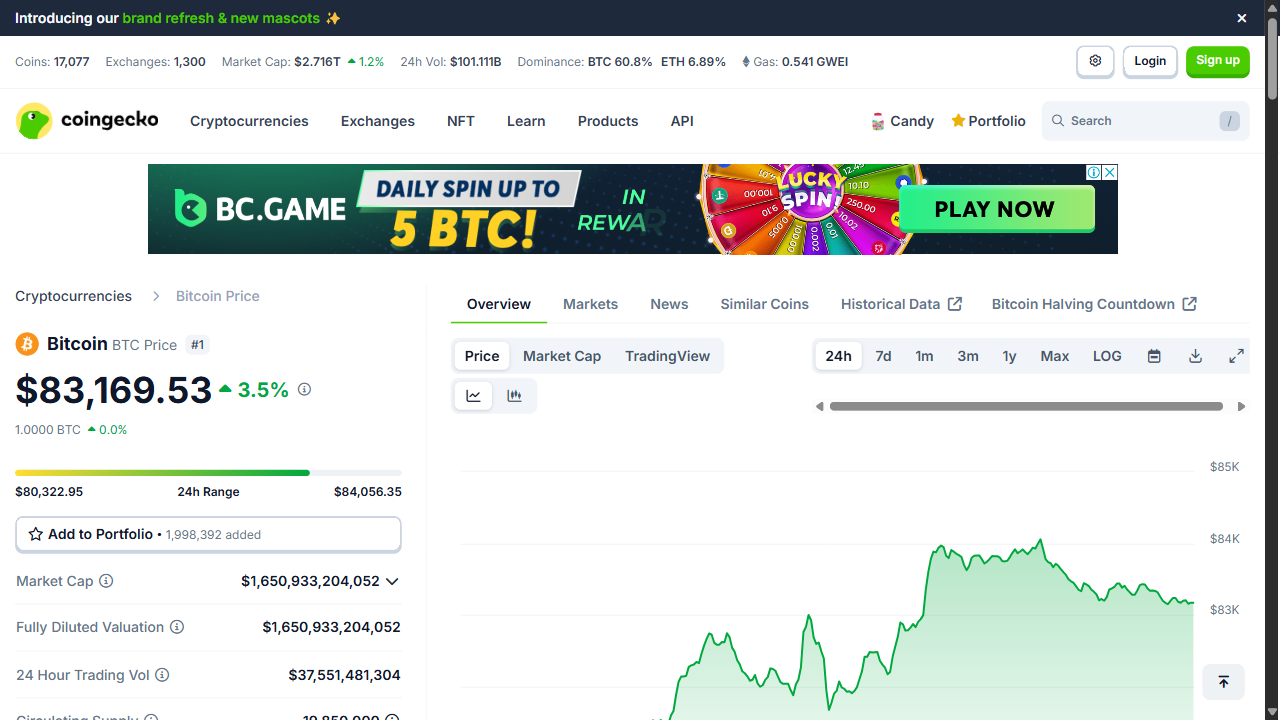 Introducing our brand refresh & new mascots ✨
Coins: 17,077 Exchanges: 1,300 Market Cap: $2.716T 1.2% 24h Vol: $101.111B Dominance: BTC 60.8% ETH 6.89% Gas: 0.541 GWEI
Login
Sign up
coingecko
Cryptocurrencies Exchanges NFT Learn Products API
Candy Portfolio
Search /
BC.GAME
DAILY SPIN UP TO
5 BTC!
IN
REWAR
LUCKY
SPIN!
PLAY NOW
Cryptocurrencies Bitcoin Price
Overview Markets News Similar Coins Historical Data Bitcoin Halving Countdown
Bitcoin BTC Price #1
Price Market Cap TradingView
24h 7d 1m 3m 1y Max LOG
$83,169.53 3.5%
1.0000 BTC 0.0%
$80,322.95 24h Range $84,056.35
Add to Portfolio • 1,998,392 added
Market Cap $1,650,933,204,052
Fully Diluted Valuation $1,650,933,204,052
24 Hour Trading Vol $37,551,481,304
Circulating Supply 19,850,000
$85K
$84K
$83K